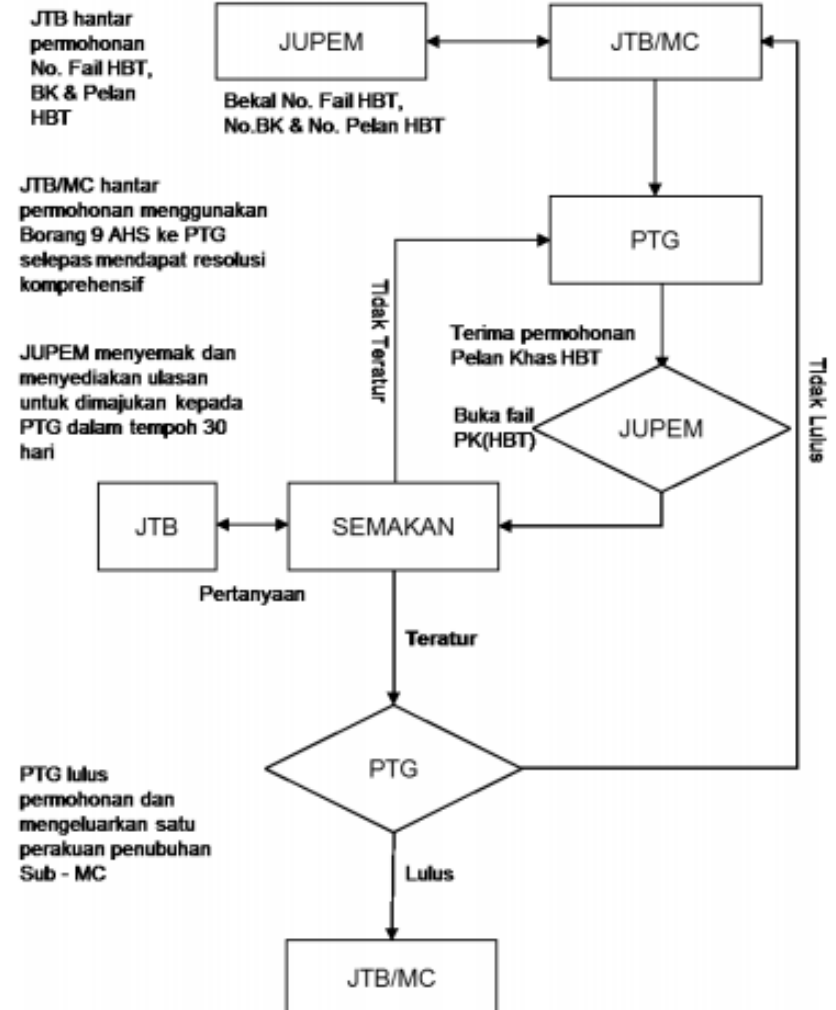 JTB hantar
permohonan
No. Fail HBT,
BK & Pelan
HBT
JUPEM
JTB/MC
Bekal No. Fail HBT,
No.BK & No. Pelan HBT
JTB/MC hantar
permohonan menggunakan
Borang 9 AHS ke PTG
selepas mendapat resolusi
komprehensif
PTG
Tidak Teratur
Terima permohonan
Pelan Khas HBT
Tidak Lulus
JUPEM menyemak dan
menyediakan ulasan
untuk dimajukan kepada
PTG dalam tempoh 30
hari
Buka fail
PK(HBT)
JUPEM
JTB
SEMAKAN
Pertanyaan
Teratur
PTG
PTG lulus
permohonan dan
mengeluarkan satu
perakuan penubuhan
Sub - MC
Lulus
JTB/MC